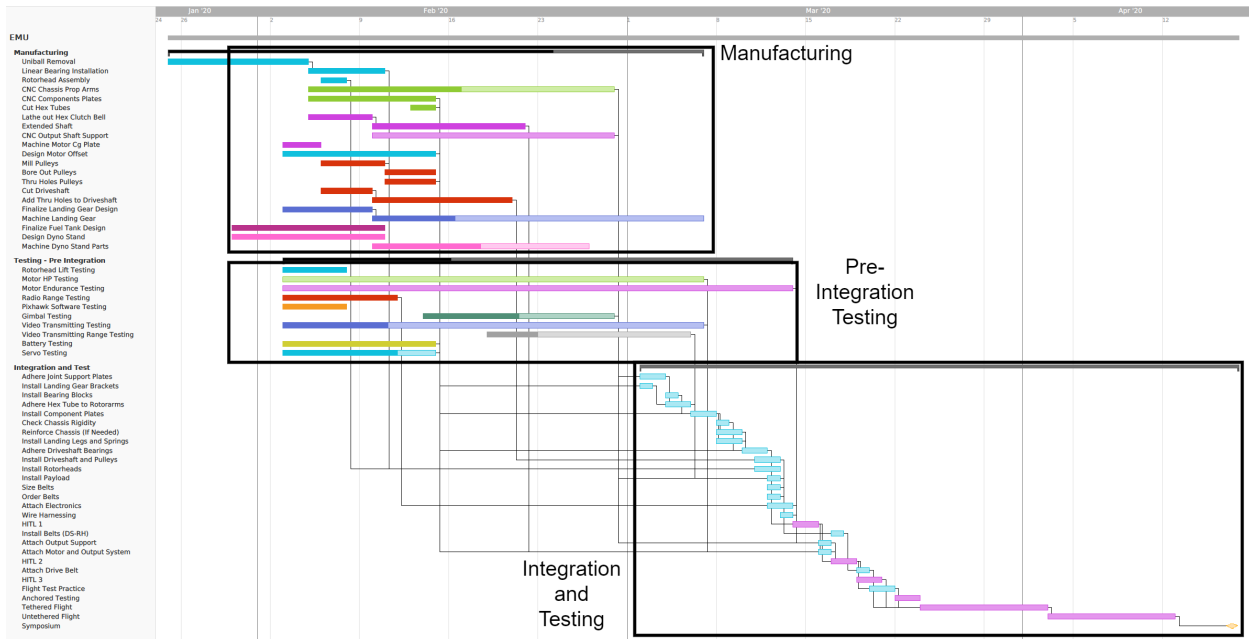 Jan '20 Feb '20 Mar '20 Apr '20
24 26 2 9 16 23 1 8 15 22 29 5 12
EMU
Manufacturing
Uniball Removal
Linear Bearing Installation
Rotorhead Assembly
CNC Chassis Prop Arms
CNC Components Plates
Cut Hex Tubes
Lathe out Hex Clutch Bell
Extended Shaft
CNC Output Shaft Support
Machine Motor Cg Plate
Design Motor Offset
Mill Pulleys
Bore Out Pulleys
Thru Holes Pulleys
Cut Driveshaft
Add Thru Holes to Driveshaft
Finalize Landing Gear Design
Machine Landing Gear
Finalize Fuel Tank Design
Design Dyno Stand
Machine Dyno Stand Parts
Manufacturing
Testing - Pre Integration
Rotorhead Lift Testing
Motor HP Testing
Motor Endurance Testing
Radio Range Testing
Pixhawk Software Testing
Gimbal Testing
Video Transmitting Testing
Video Transmitting Range Testing
Battery Testing
Servo Testing
Pre-
Integration
Testing
Integration and Test
Adhere Joint Support Plates
Install Landing Gear Brackets
Install Bearing Blocks
Adhere Hex Tube to Rotorarms
Install Component Plates
Check Chassis Rigidity
Reinforce Chassis (If Needed)
Install Landing Legs and Springs
Adhere Driveshaft Bearings
Install Driveshaft and Pulleys
Install Rotorheads
Install Payload
Size Belts
Order Belts
Attach Electronics
Wire Harnessing
HITL 1
Install Belts (DS-RH)
Attach Output Support
Attach Motor and Output System
HITL 2
Attach Drive Belt
HITL 3
Flight Test Practice
Anchored Testing
Tethered Flight
Untethered Flight
Symposium
Integration
and
Testing